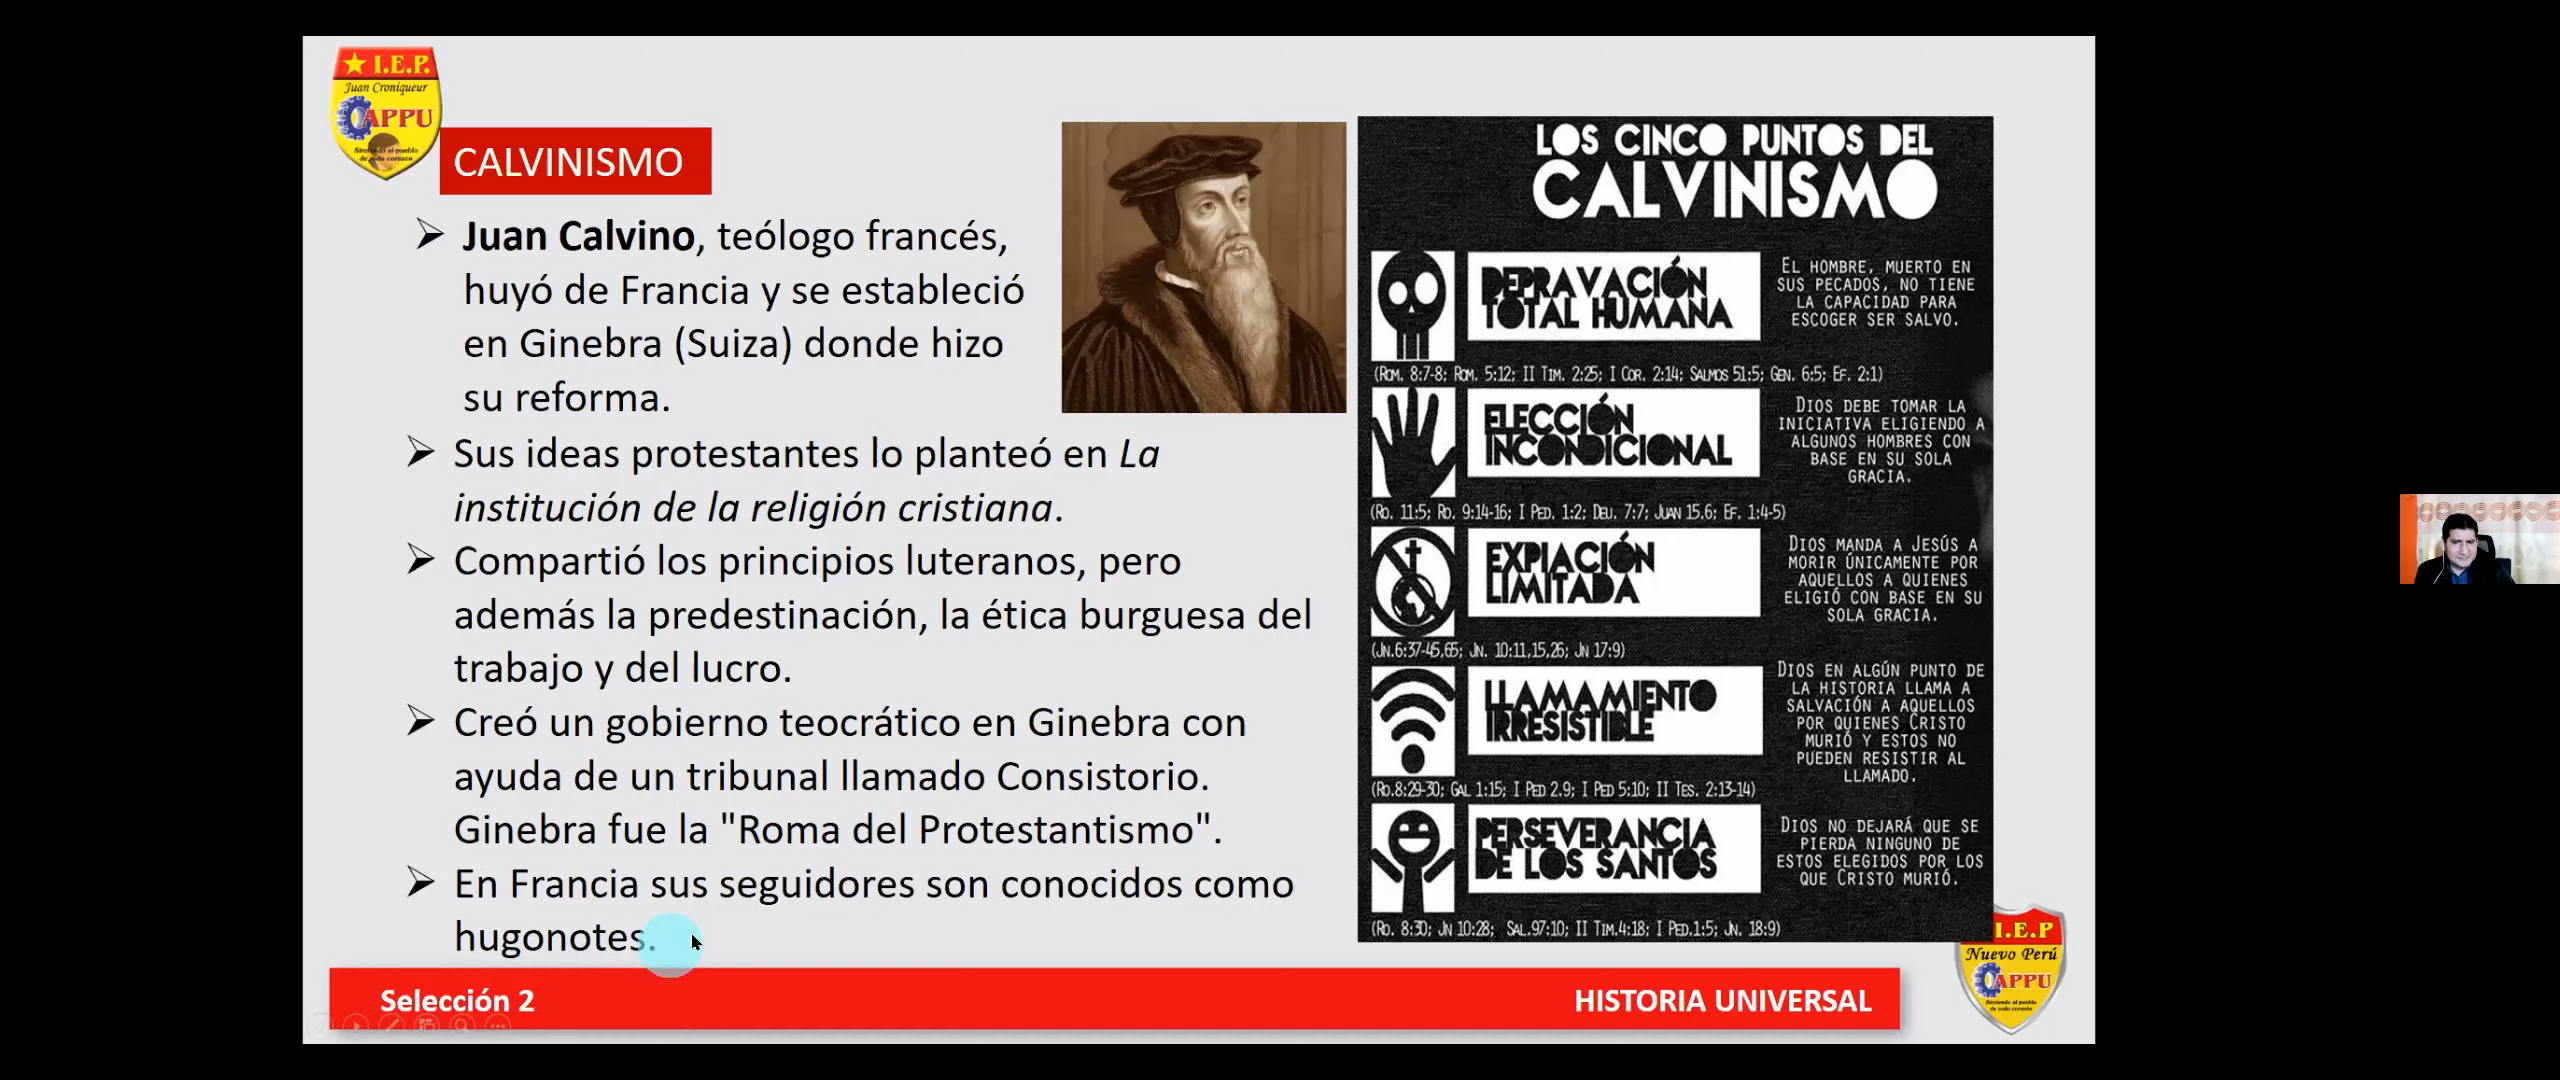 I.E.P.
Juan Croniqueur
APPU
Sirviendo al pueblo
de todo corazón
CALVINISMO
Juan Calvino, teólogo francés,
huyó de Francia y se estableció
en Ginebra (Suiza) donde hizo
su reforma.
Sus ideas protestantes lo planteó en La
institución de la religión cristiana.
Compartió los principios luteranos, pero
además la predestinación, la ética burguesa del
trabajo y del lucro.
Creó un gobierno teocrático en Ginebra con
ayuda de un tribunal llamado Consistorio.
Ginebra fue la "Roma del Protestantismo".
En Francia sus seguidores son conocidos como
hugonotes.
LOS CINCO PUNTOS DEL
CALVINISMO
DEPRAVACIÓN
TOTAL HUMANA
EL HOMBRE, MUERTO EN
SUS PECADOS, NO TIENE
LA CAPACIDAD PARA
ESCOGER SER SALVO.
(ROM. 8:7-8; ROM. 5:12; II TIM. 2:25; I COR. 2:14; SALMOS 51:5; GEN. 6:5; EF. 2:1)
ELECCIÓN
INCONDICIONAL
DIOS DEBE TOMAR LA
INICIATIVA ELIGIENDO A
ALGUNOS HOMBRES CON
BASE EN SU SOLA
GRACIA.
(RO. 11:5; RO. 9:14-16; I PED. 1:2; DEU. 7:7; JUAN 15.6; EF. 1:4-5)
EXPIACIÓN
LIMITADA
DIOS MANDA A JESÚS A
MORIR ÚNICAMENTE POR
AQUELLOS A QUIENES
ELIGIÓ CON BASE EN SU
SOLA GRACIA.
(JN.6:37-45,65; JN. 10:11,15,26; JN 17:9)
LLAMAMIENTO
IRRESISTIBLE
DIOS EN ALGÚN PUNTO DE
LA HISTORIA LLAMA A
SALVACIÓN A AQUELLOS
POR QUIENES CRISTO
MURIÓ Y ESTOS NO
PUEDEN RESISTIR AL
LLAMADO.
(RO.8:29-30; GAL 1:15; I PED 2.9; I PED 5:10; II TES. 2:13-14)
PERSEVERANCIA
DE LOS SANTOS
DIOS NO DEJARÁ QUE SE
PIERDA NINGUNO DE
ESTOS ELEGIDOS POR LOS
QUE CRISTO MURIÓ.
(RO. 8:30; JN 10:28; SAL.97:10; II TIM.4:18; I PED.1:5; JN. 18:9)
I.E.P
Nuevo Perú
APPU
Sirviendo al pueblo
de todo corazón
Selección 2
HISTORIA UNIVERSAL